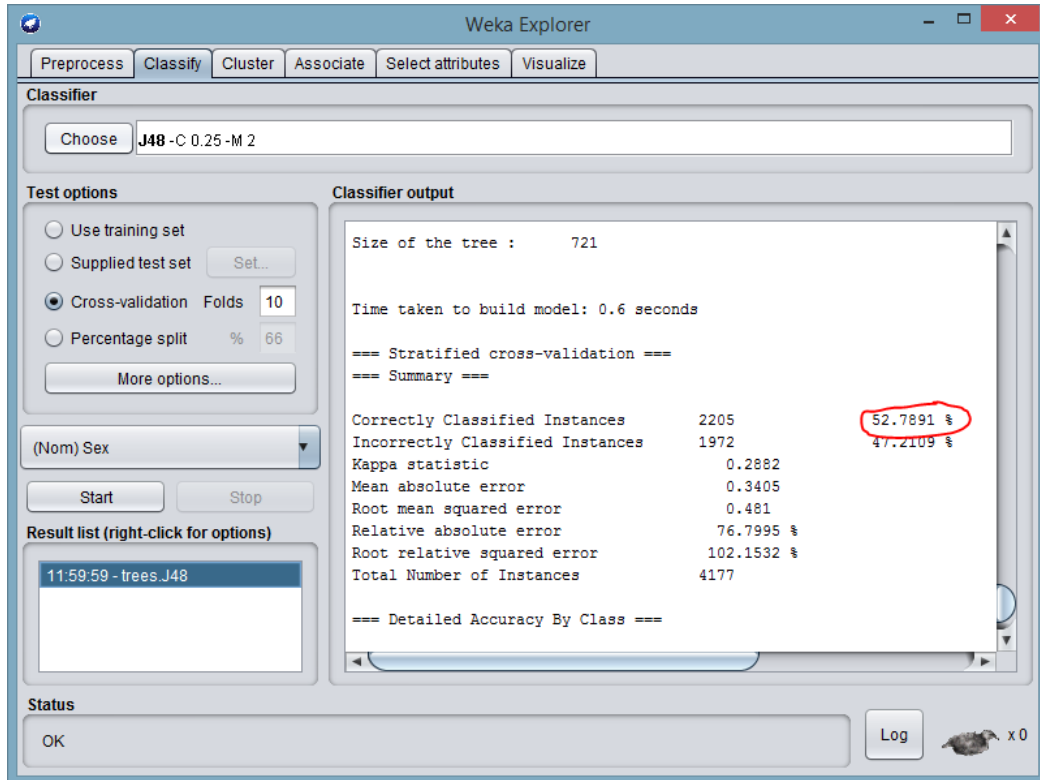 Weka Explorer
Preprocess Classify Cluster Associate Select attributes Visualize
Classifier
Choose J48 -C 0.25 -M 2
Test options
Use training set
Supplied test set Set...
Cross-validation Folds 10
Percentage split % 66
More options...
(Nom) Sex
Start Stop
Result list (right-click for options)
11:59:59 - trees.J48
Classifier output
Size of the tree : 721
Time taken to build model: 0.6 seconds
=== Stratified cross-validation ===
=== Summary ===
Correctly Classified Instances 2205 52.7891 %
Incorrectly Classified Instances 1972 47.2109 %
Kappa statistic 0.2882
Mean absolute error 0.3405
Root mean squared error 0.481
Relative absolute error 76.7995 %
Root relative squared error 102.1532 %
Total Number of Instances 4177
=== Detailed Accuracy By Class ===
Status
OK
Log x 0